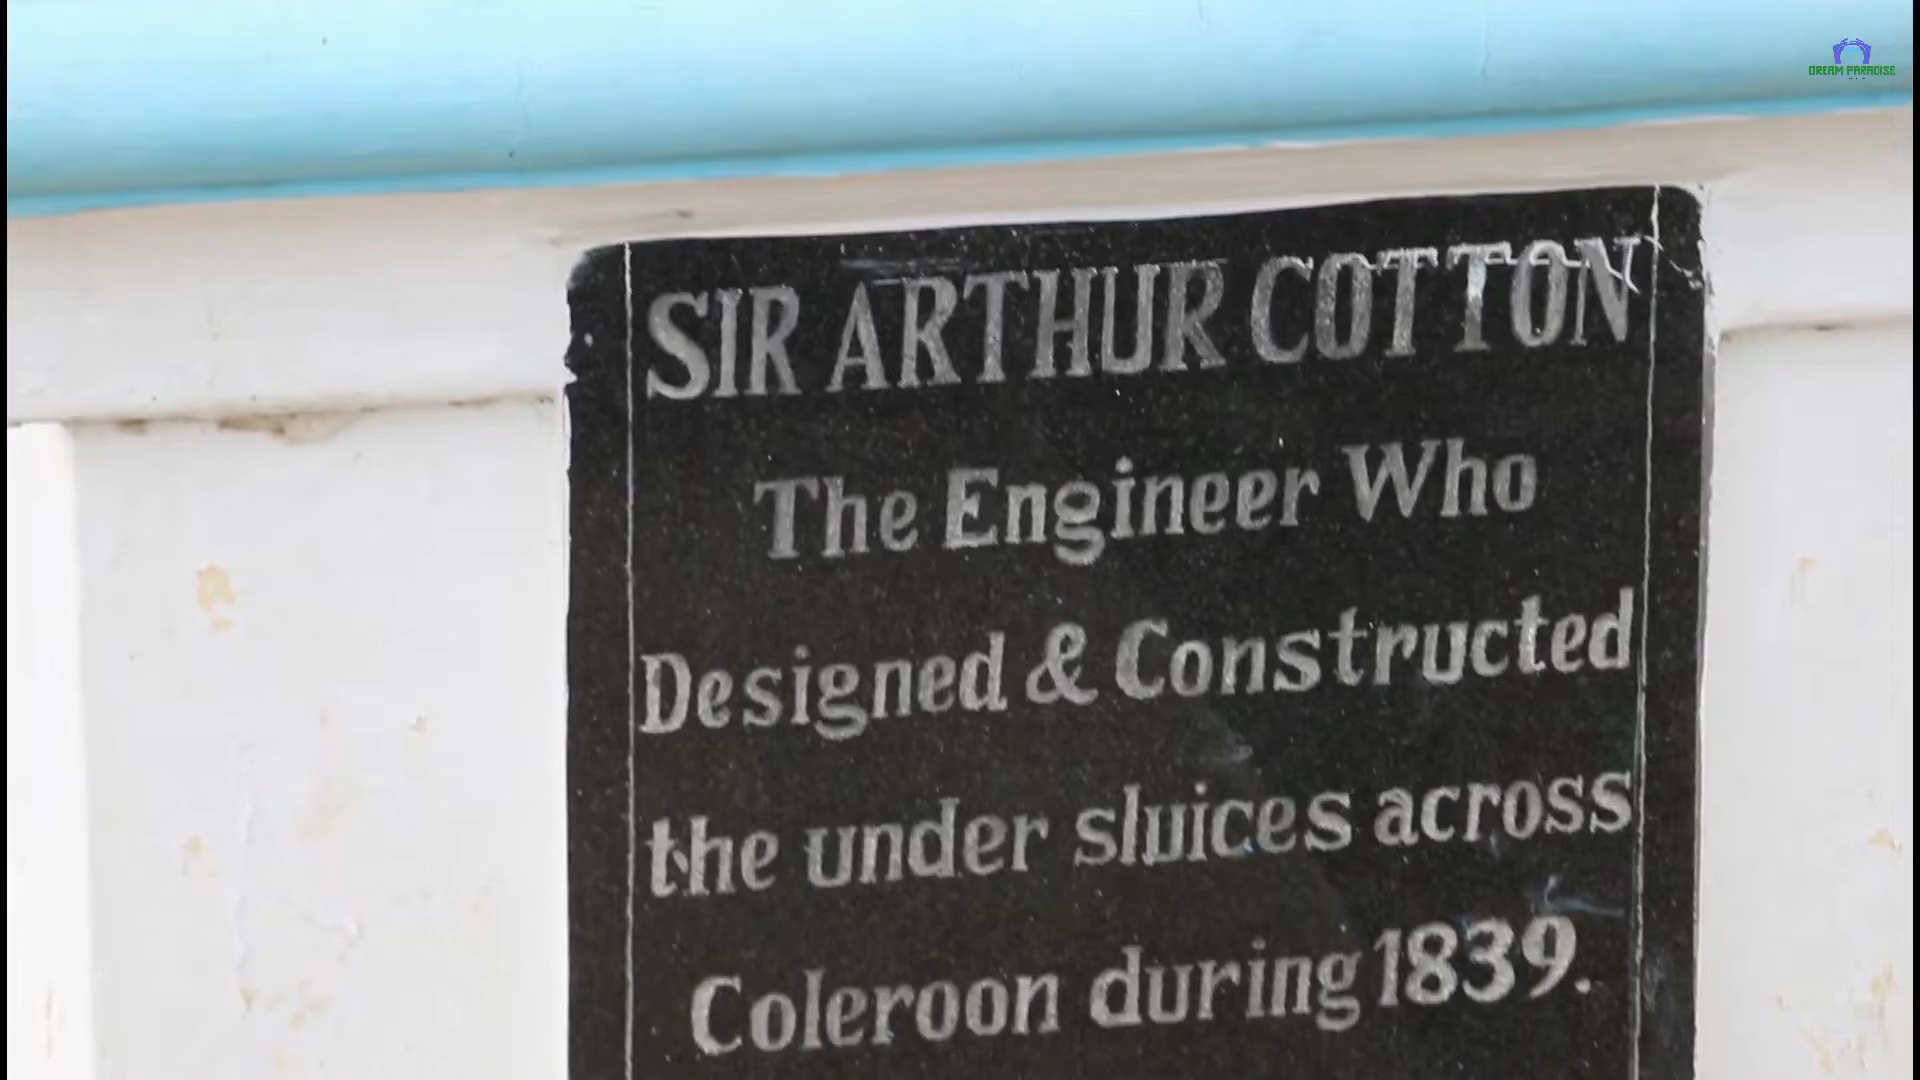 DREAM PARADISE
SIR ARTHUR COTTON
The Engineer Who
Designed & Constructed
the under sluices across
Coleroon during 1839.